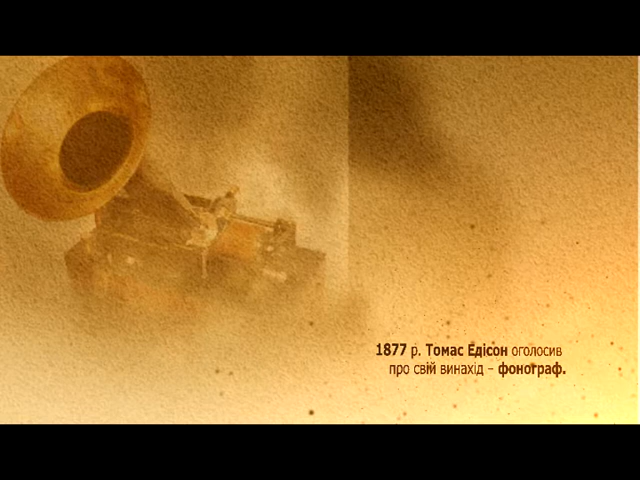 1877 р. Томас Едісон оголосив
про свій винахід – фонограф.